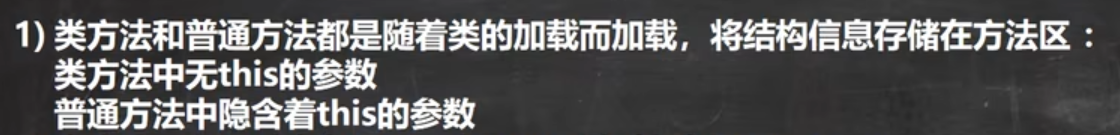 1) 类方法和普通方法都是随着类的加载而加载，将结构信息存储在方法区：
类方法中无this的参数
普通方法中隐含着this的参数